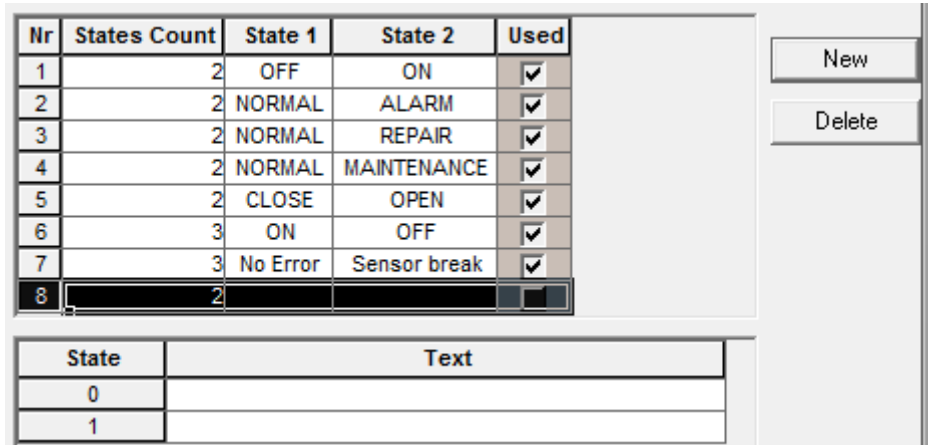 Nr States Count State 1 State 2 Used
1 2 OFF ON
2 2 NORMAL ALARM
3 2 NORMAL REPAIR
4 2 NORMAL MAINTENANCE
5 2 CLOSE OPEN
6 3 ON OFF
7 3 No Error Sensor break
8 2
New
Delete
State Text
0
1